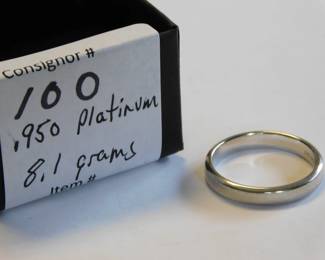 Consignor #
100
.950 Platinum
8.1 grams
Item #